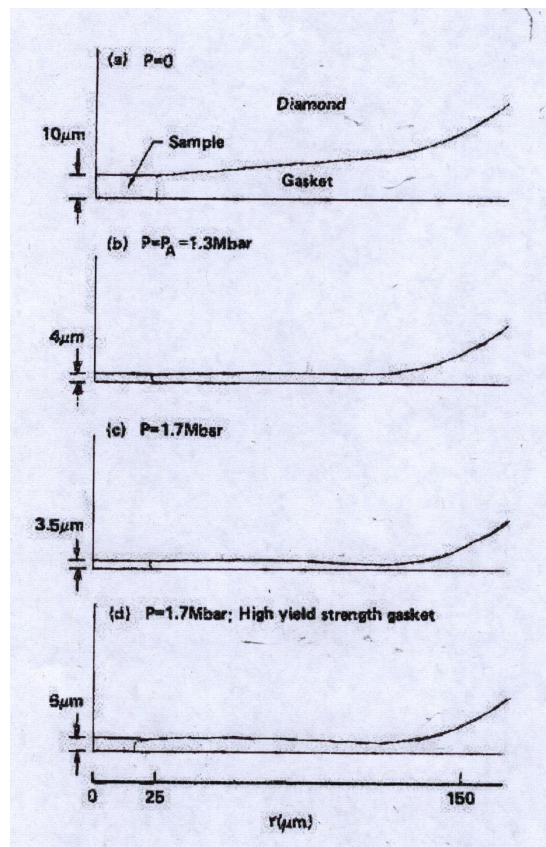 (a) P=0
Diamond
10μm
Sample
Gasket
(b) P=P_A=1.3Mbar
4μm
(c) P=1.7Mbar
3.5μm
(d) P=1.7Mbar; High yield strength gasket
0
25
150
r(μm)